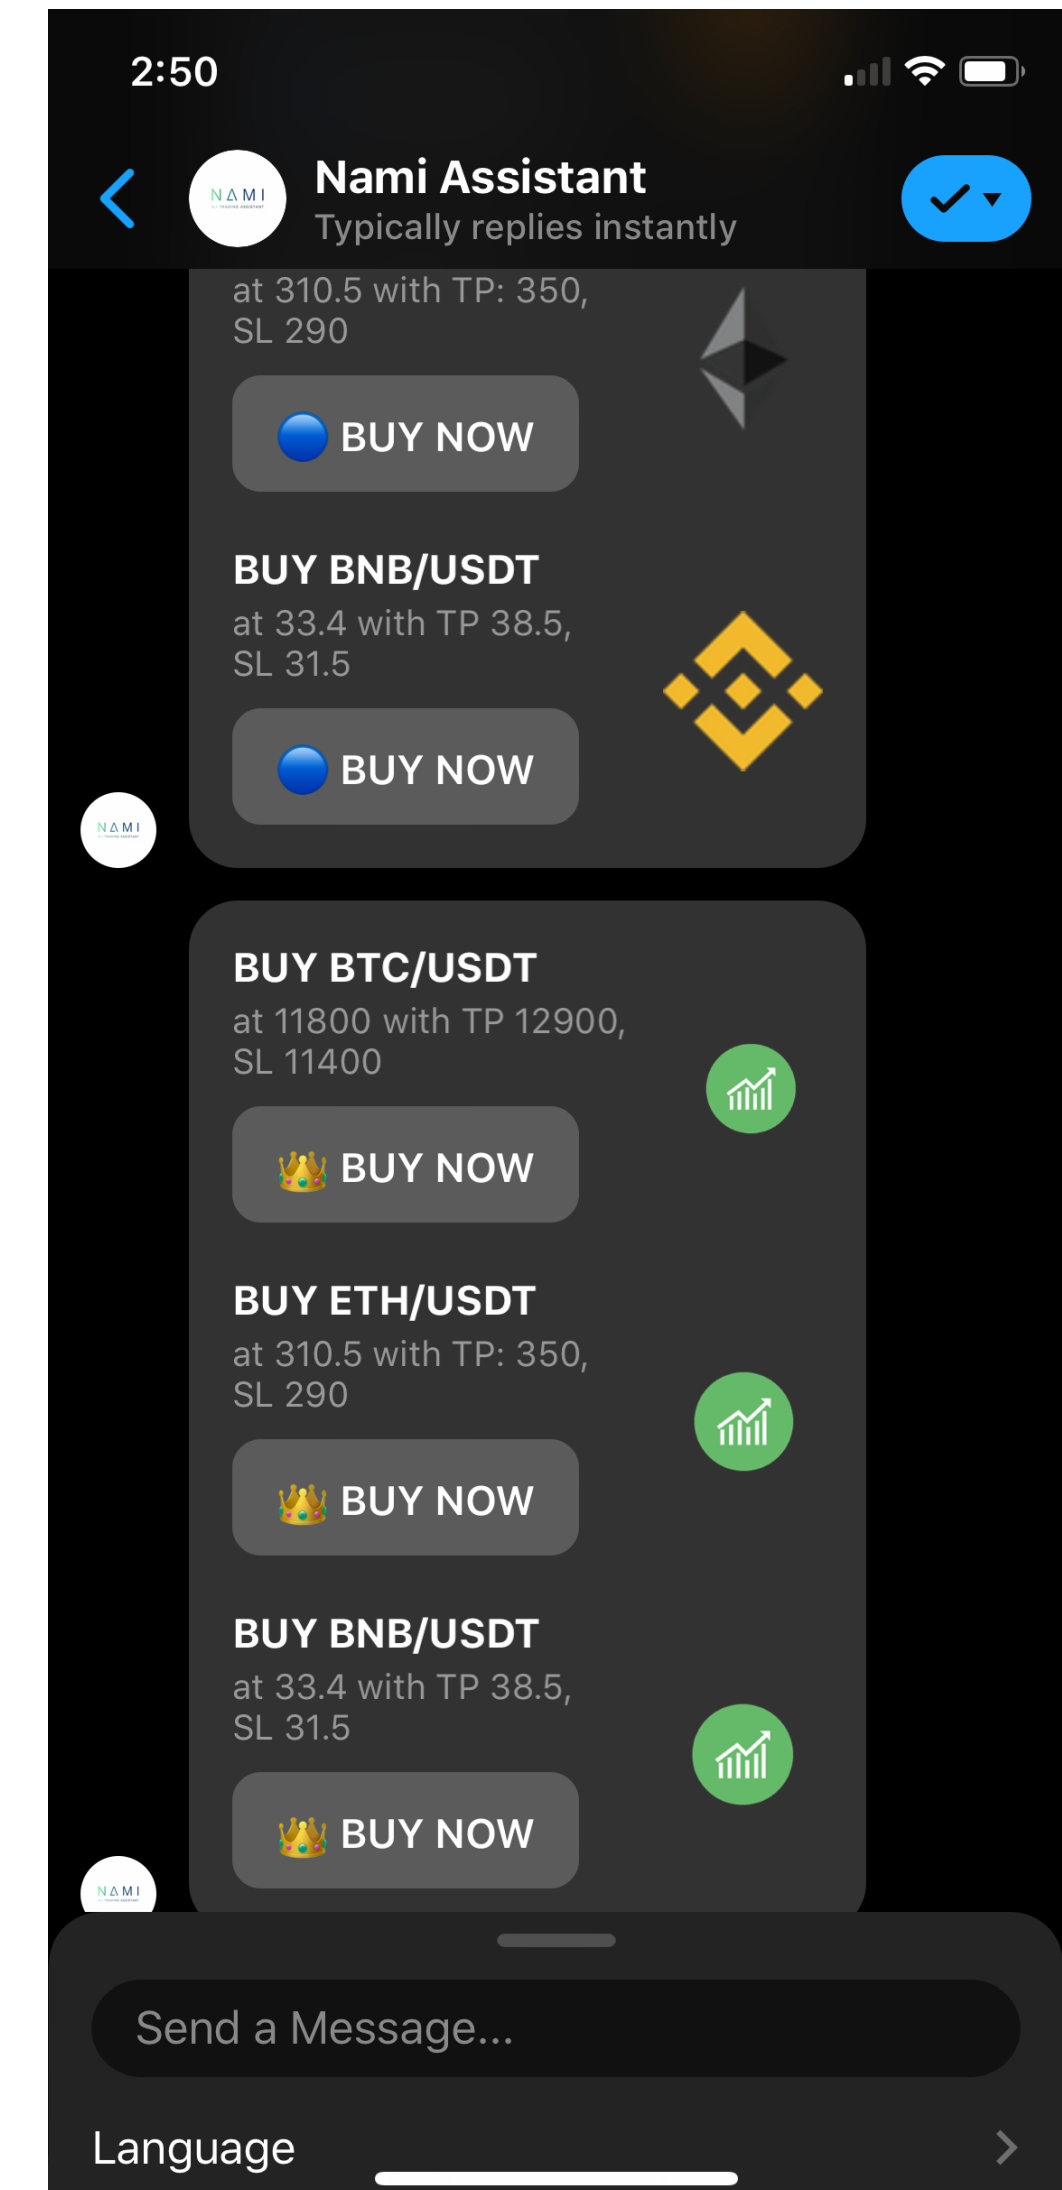 2:50
NAMI
Nami Assistant
Typically replies instantly
at 310.5 with TP: 350,
SL 290
BUY NOW
BUY BNB/USDT
at 33.4 with TP 38.5,
SL 31.5
BUY NOW
NAMI
BUY BTC/USDT
at 11800 with TP 12900,
SL 11400
BUY NOW
BUY ETH/USDT
at 310.5 with TP: 350,
SL 290
BUY NOW
BUY BNB/USDT
at 33.4 with TP 38.5,
SL 31.5
BUY NOW
NAMI
Send a Message...
Language